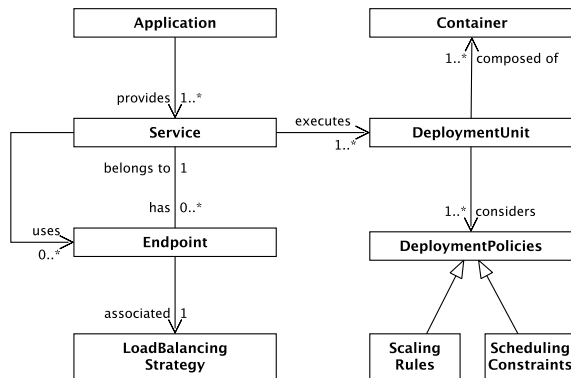 Application
Container
provides 1..*
1..* composed of
Service
executes
1..*
DeploymentUnit
belongs to 1
has 0..*
1..* considers
uses
0..*
Endpoint
DeploymentPolicies
associated 1
LoadBalancing
Strategy
Scaling
Rules
Scheduling
Constraints